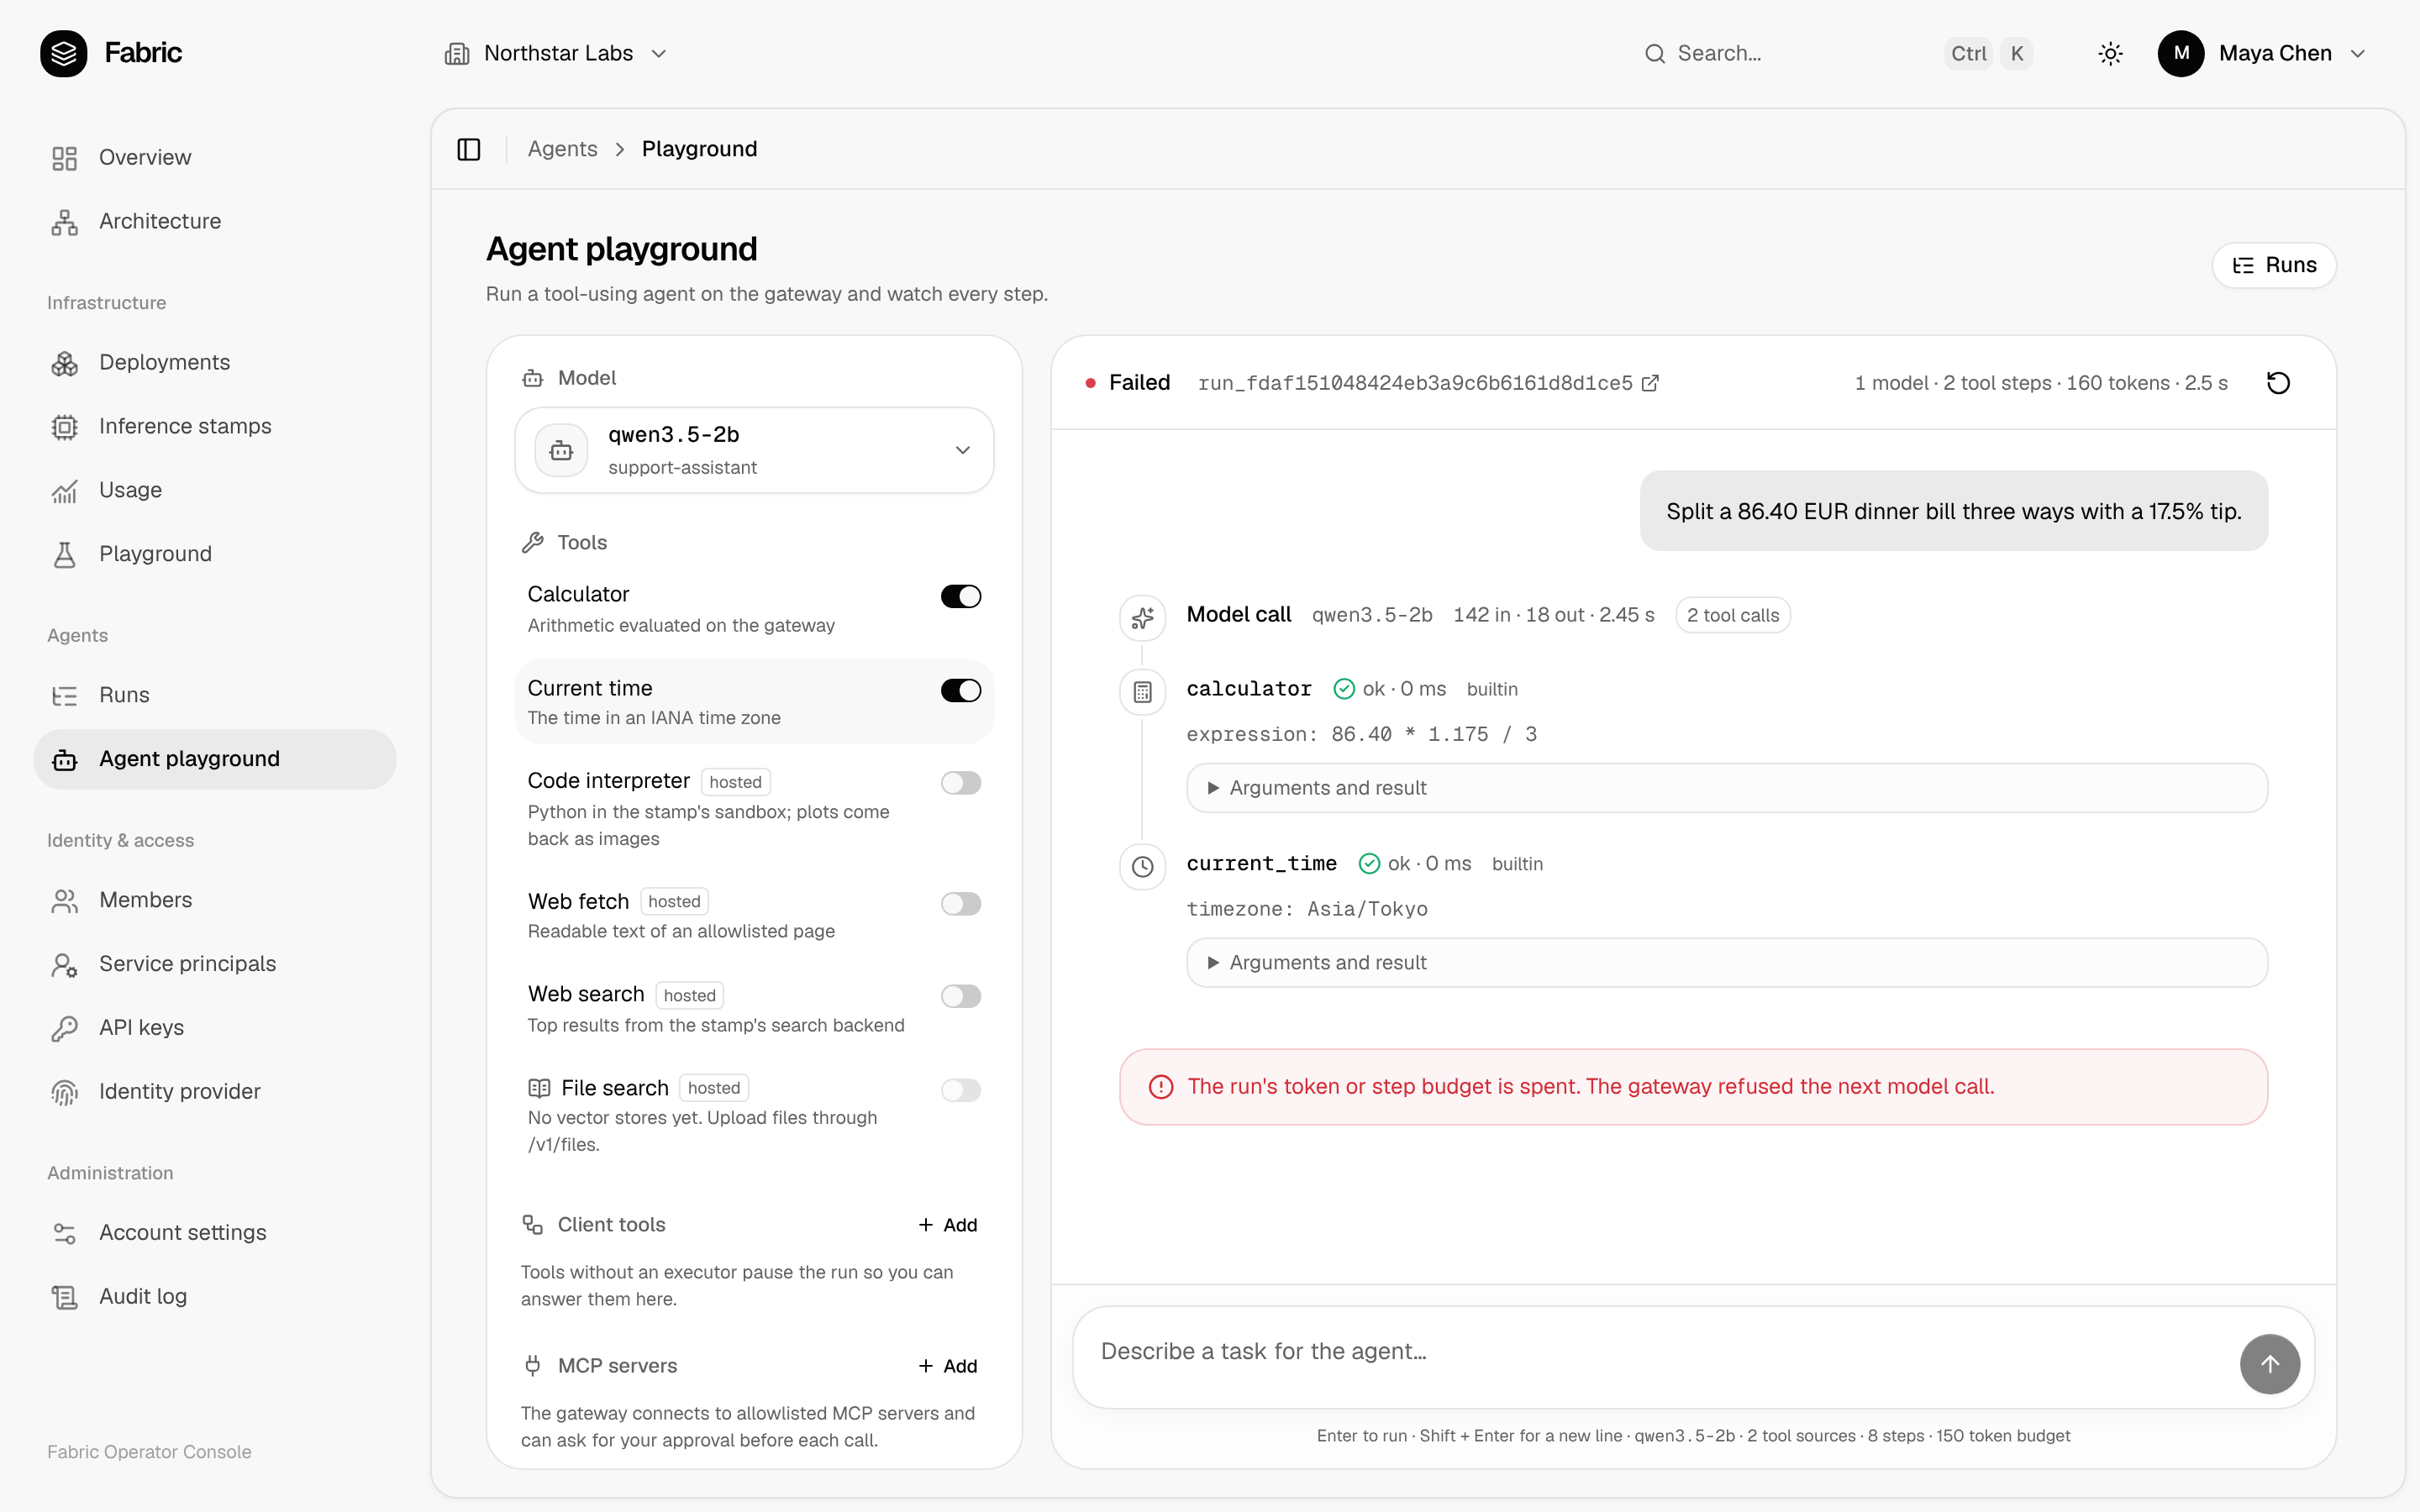 Fabric
Northstar Labs
Search...
Ctrl K
M
Maya Chen
Overview
Architecture
Infrastructure
Deployments
Inference stamps
Usage
Playground
Agents
Runs
Agent playground
Identity & access
Members
Service principals
API keys
Identity provider
Administration
Account settings
Audit log
Fabric Operator Console
Agents > Playground
Agent playground
Run a tool-using agent on the gateway and watch every step.
Runs
Model
qwen3.5-2b
support-assistant
Tools
Calculator
Arithmetic evaluated on the gateway
Current time
The time in an IANA time zone
Code interpreter hosted
Python in the stamp's sandbox; plots come
back as images
Web fetch hosted
Readable text of an allowlisted page
Web search hosted
Top results from the stamp's search backend
File search hosted
No vector stores yet. Upload files through
/v1/files.
Client tools
+ Add
Tools without an executor pause the run so you can
answer them here.
MCP servers
+ Add
The gateway connects to allowlisted MCP servers and
can ask for your approval before each call.
Failed run_fdaf151048424eb3a9c6b6161d8d1ce5
1 model · 2 tool steps · 160 tokens · 2.5 s
Split a 86.40 EUR dinner bill three ways with a 17.5% tip.
Model call qwen3.5-2b 142 in · 18 out · 2.45 s 2 tool calls
calculator ok · 0 ms builtin
expression: 86.40 * 1.175 / 3
Arguments and result
current_time ok · 0 ms builtin
timezone: Asia/Tokyo
Arguments and result
The run's token or step budget is spent. The gateway refused the next model call.
Describe a task for the agent...
Enter to run · Shift + Enter for a new line · qwen3.5-2b · 2 tool sources · 8 steps · 150 token budget